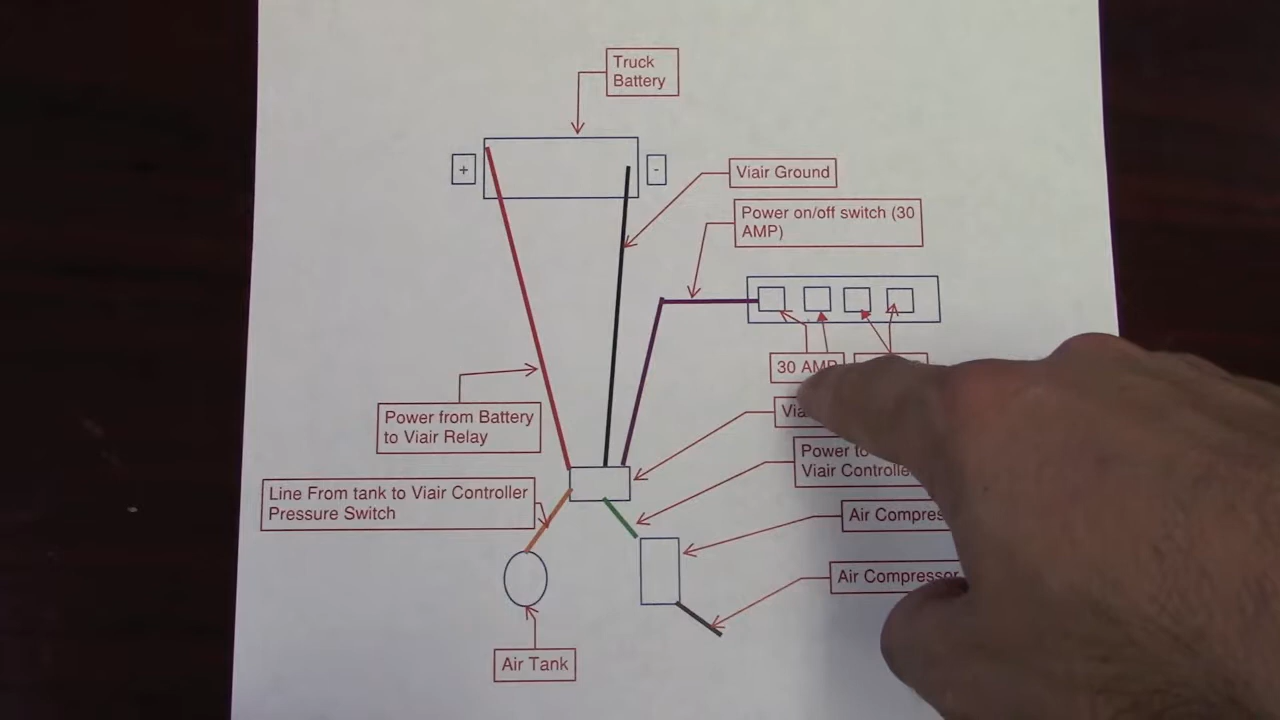 Truck
Battery
+
-
Viair Ground
Power on/off switch (30
AMP)
30 AMP
Power from Battery
to Viair Relay
Power to
Viair Controller
Line From tank to Viair Controller
Pressure Switch
Air Compres
Air Compressor
Air Tank